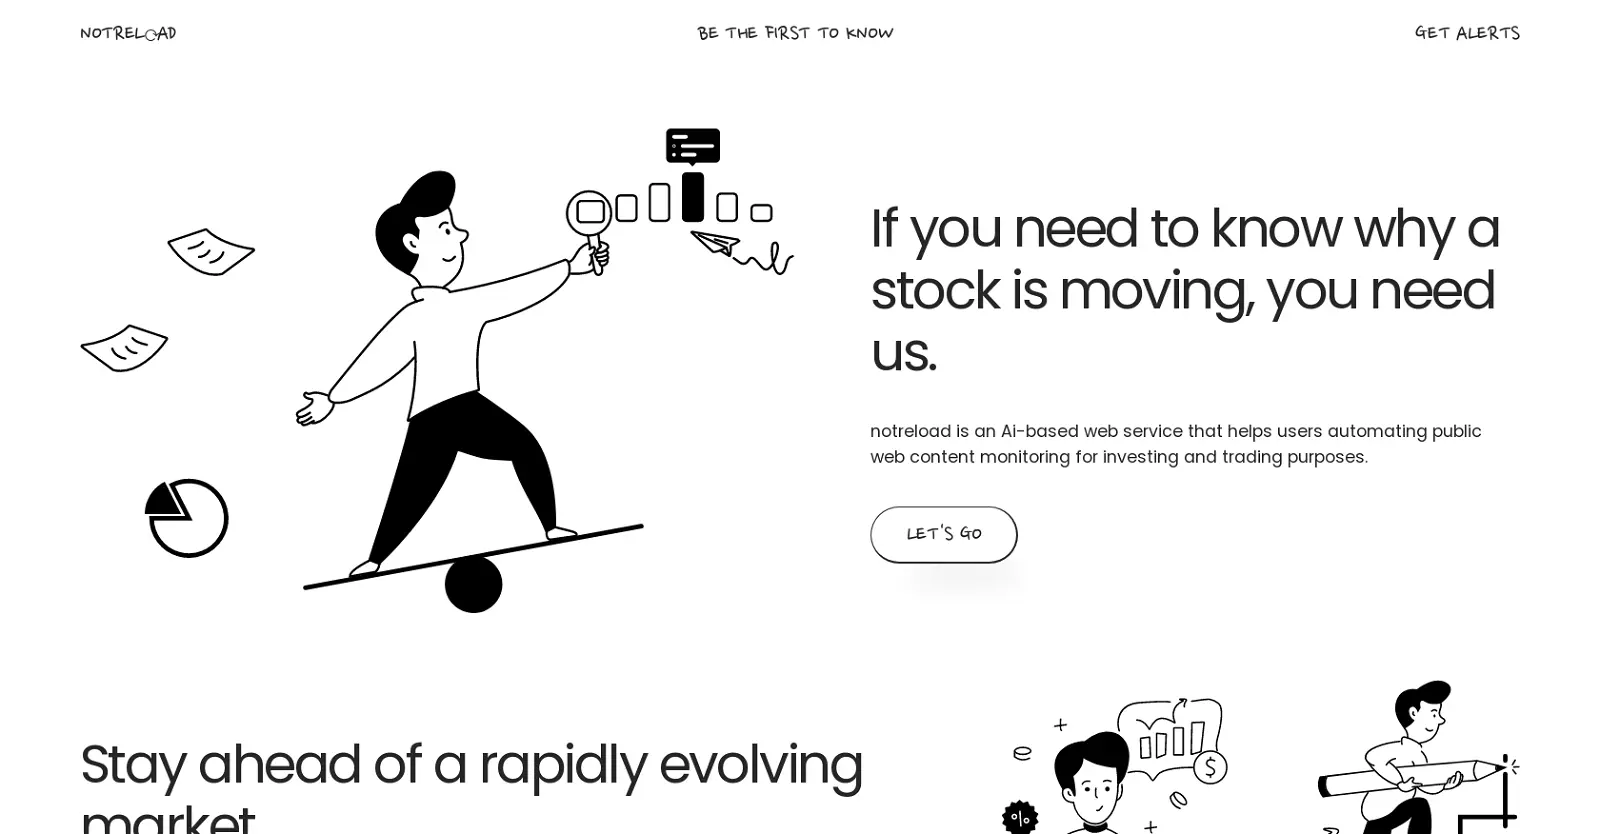 NOTRELOAD
BE THE FIRST TO KNOW
GET ALERTS
If you need to know why a
stock is moving, you need
us.
notreload is an Ai-based web service that helps users automating public
web content monitoring for investing and trading purposes.
LET'S GO
Stay ahead of a rapidly evolving
market
$
%